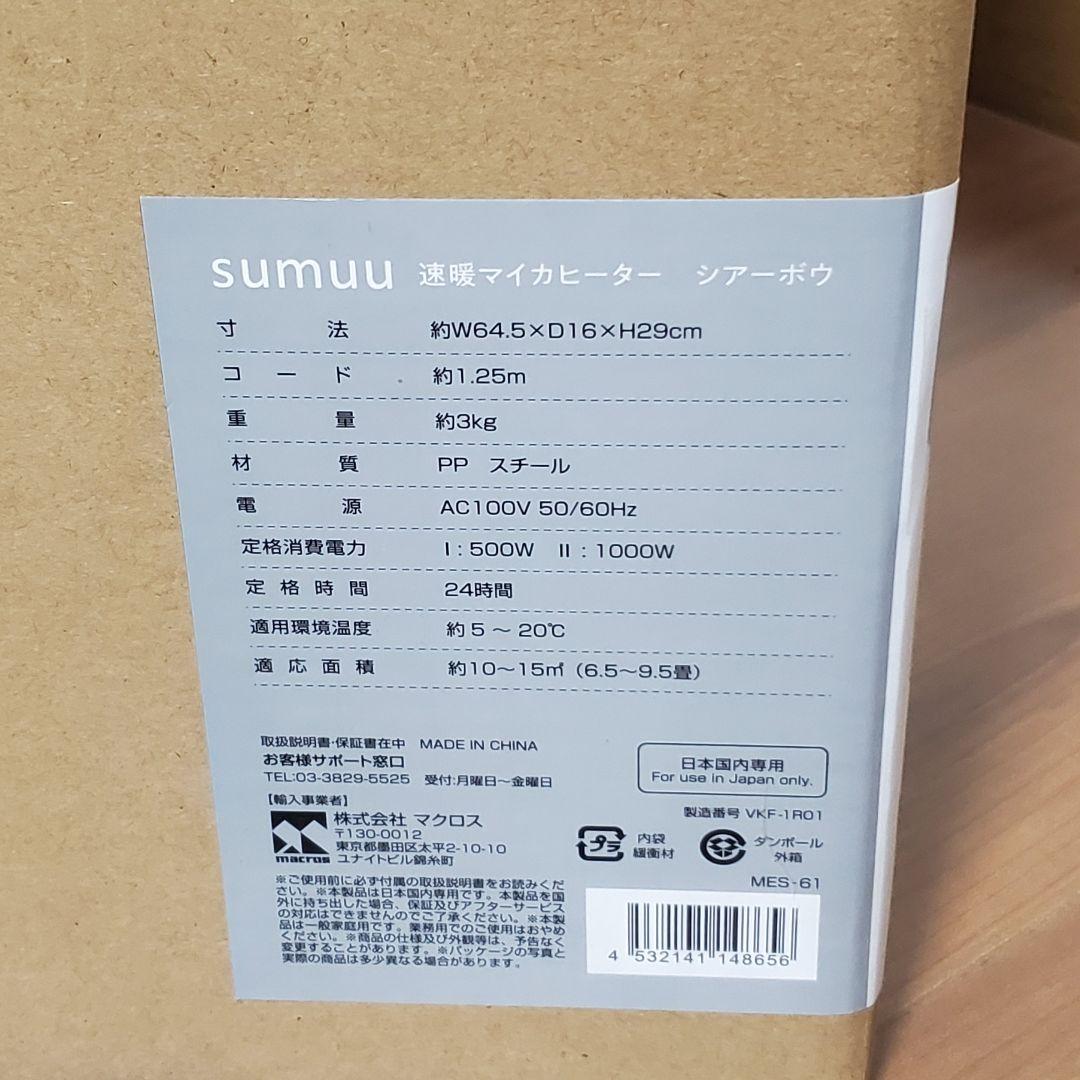 sumuu 速暖マイカヒーター シアーボウ
寸法 約W64.5×D16×H29cm
コード 約1.25m
重量 約3kg
材質 PP スチール
電源 AC100V 50/60Hz
定格消費電力 I：500W II：1000W
定格時間 24時間
適用環境温度 約5～20℃
適応面積 約10～15㎡（6.5～9.5畳）
取扱説明書・保証書在中 MADE IN CHINA
お客様サポート窓口
TEL:03-3829-5525 受付:月曜日～金曜日
【輸入事業者】
macros
株式会社 マクロス
〒130-0012
東京都墨田区太平2-10-10
ユナイトビル錦糸町
※ご使用前に必ず付属の取扱説明書をお読みくだ
さい。※本製品は日本国内専用です。本製品を国
外に持ち出した場合、保証及びアフターサービス
の対応はできませんのでご了承ください。※本製
品は一般家庭用です。業務用でのご使用はおやめ
ください。※商品の仕様及び外観等は、予告なく
変更することがあります。※パッケージの写真と
実際の商品は多少異なる場合があります。
日本国内専用
For use in Japan only.
製造番号 VKF-1R01
プラ 内袋
緩衝材
ダンボール
外箱
MES-61
4 532141 148656